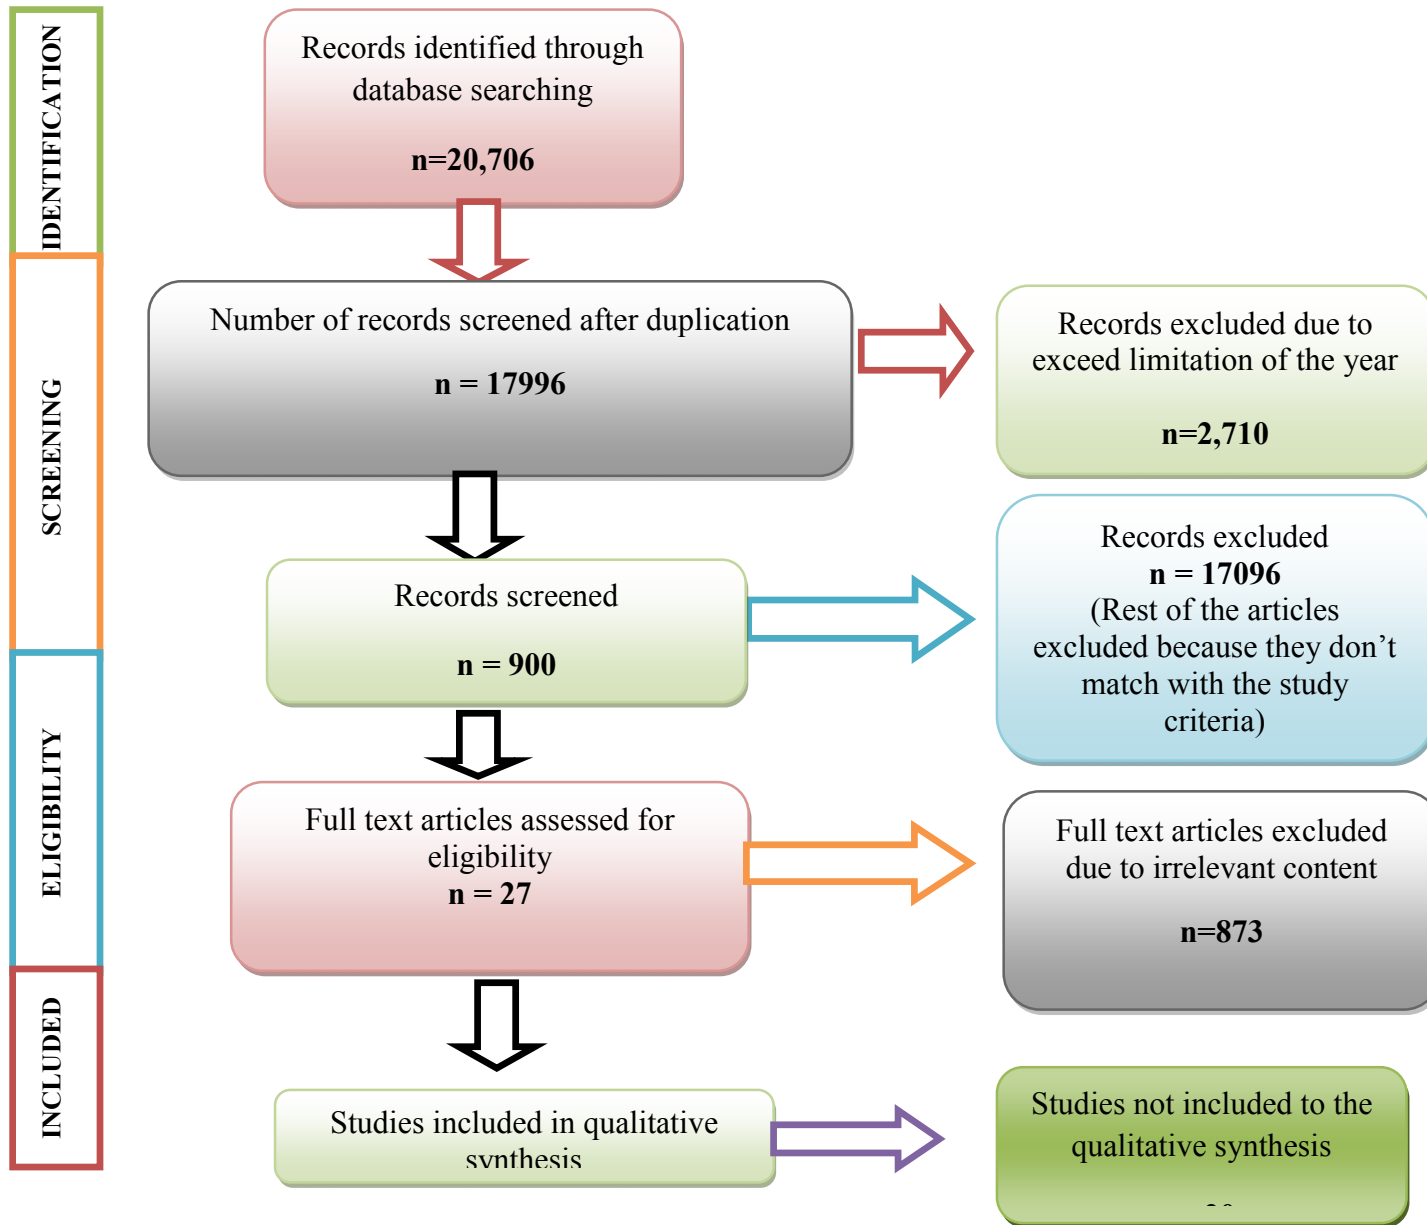 IDENTIFICATION
Records identified through
database searching
n=20,706
SCREENING
Number of records screened after duplication
n = 17996
Records excluded due to
exceed limitation of the year
n=2,710
Records screened
n = 900
Records excluded
n = 17096
(Rest of the articles
excluded because they don’t
match with the study
criteria)
ELIGIBILITY
Full text articles assessed for
eligibility
n = 27
Full text articles excluded
due to irrelevant content
n=873
INCLUDED
Studies included in qualitative
synthesis
Studies not included to the
qualitative synthesis